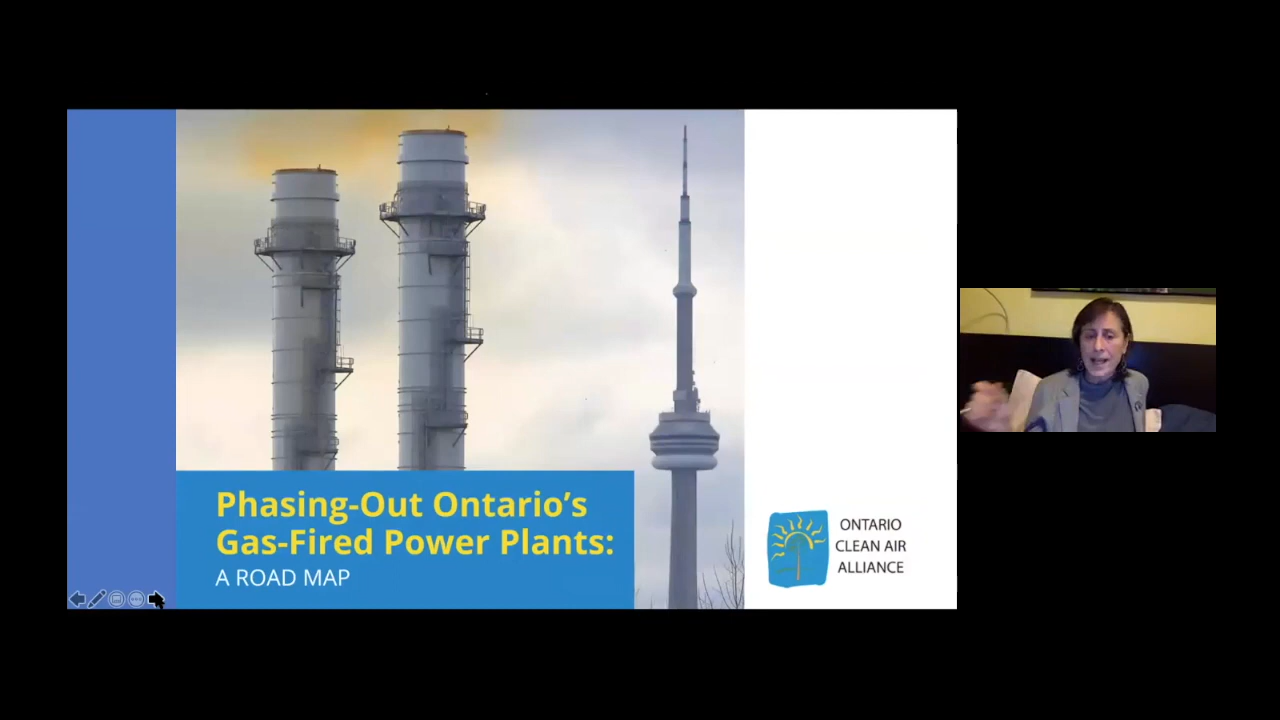 Phasing-Out Ontario's
Gas-Fired Power Plants:
A ROAD MAP
ONTARIO
CLEAN AIR
ALLIANCE